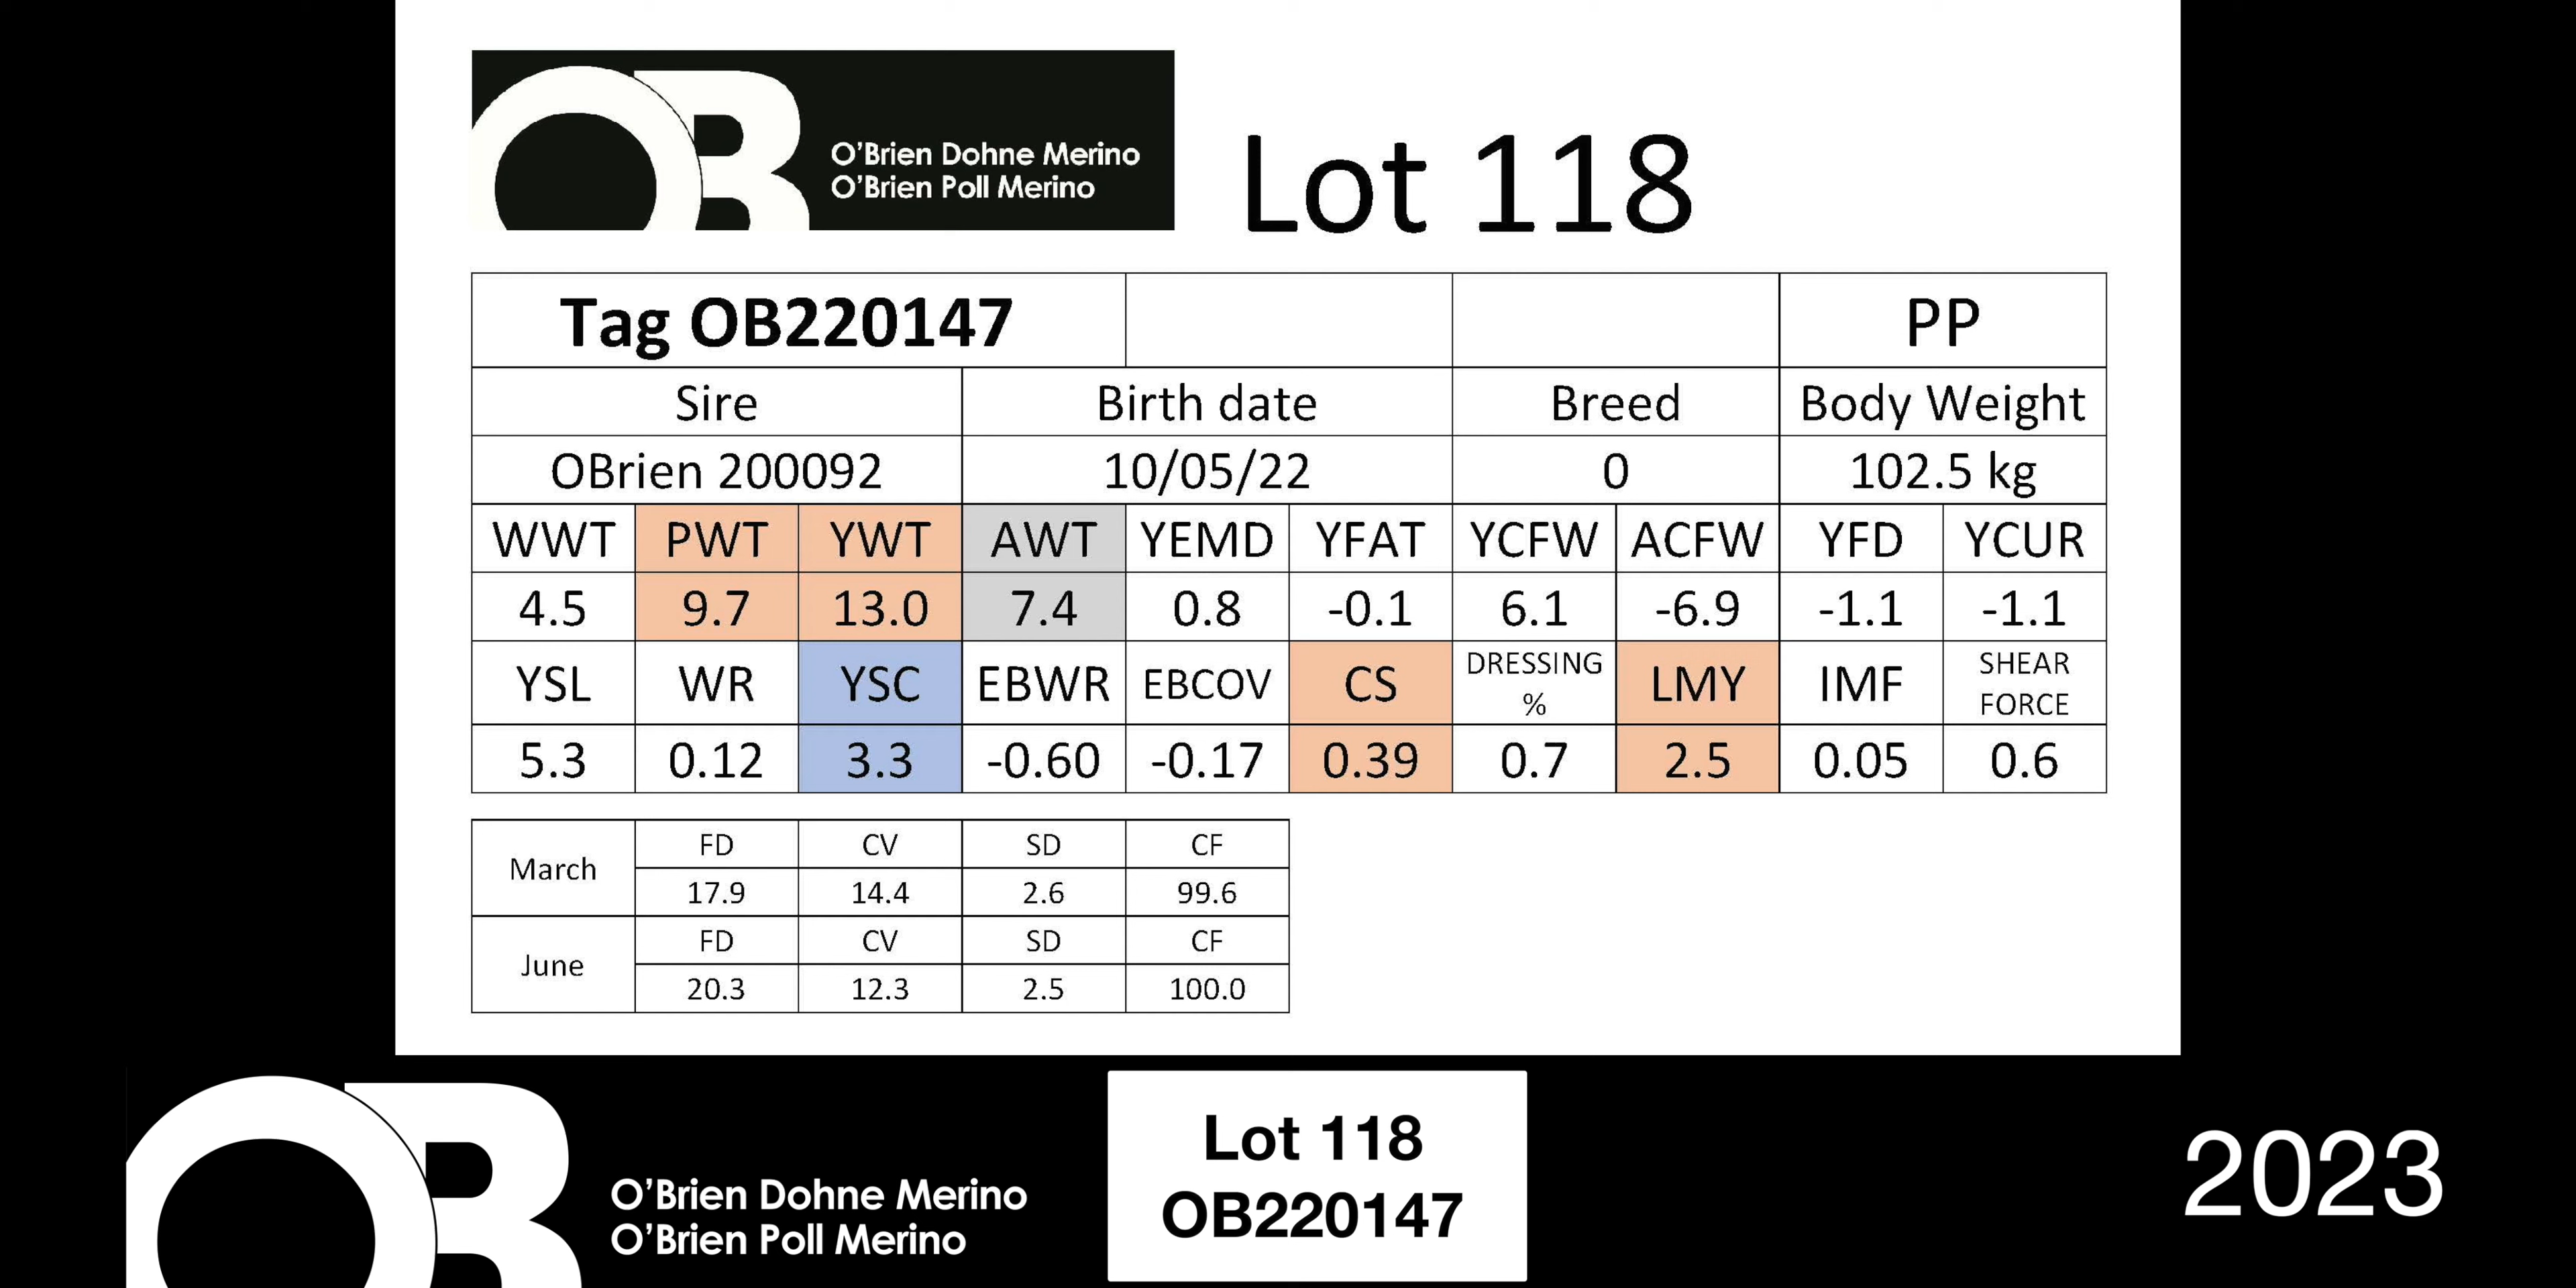 OB
O'Brien Dohne Merino
O'Brien Poll Merino
Lot 118
Tag OB220147 PP
Sire Birth date Breed Body Weight
OBrien 200092 10/05/22 0 102.5 kg
WWT PWT YWT AWT YEMD YFAT YCFW ACFW YFD YCUR
4.5 9.7 13.0 7.4 0.8 -0.1 6.1 -6.9 -1.1 -1.1
YSL WR YSC EBWR EBCOV CS DRESSING % LMY IMF SHEAR FORCE
5.3 0.12 3.3 -0.60 -0.17 0.39 0.7 2.5 0.05 0.6
March
FD CV SD CF
17.9 14.4 2.6 99.6
June
FD CV SD CF
20.3 12.3 2.5 100.0
OB
O'Brien Dohne Merino
O'Brien Poll Merino
Lot 118
OB220147
2023